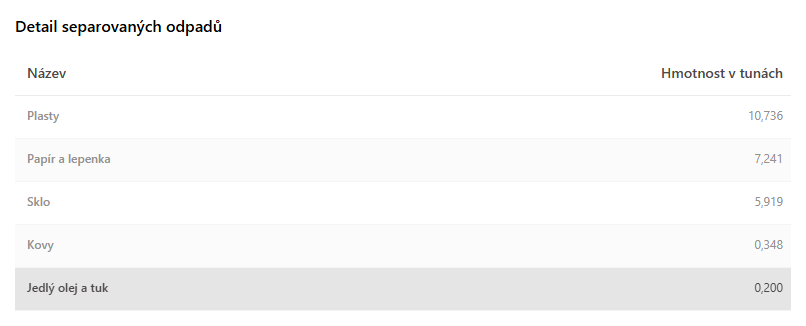 Detail separovaných odpadů
Název Hmotnost v tunách
Plasty 10,736
Papír a lepenka 7,241
Sklo 5,919
Kovy 0,348
Jedlý olej a tuk 0,200